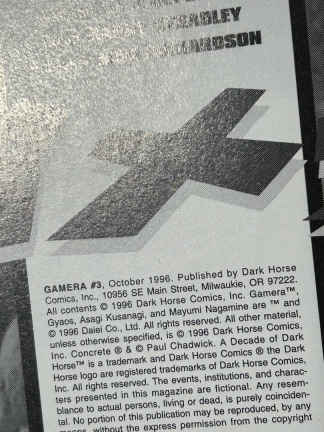 GAMERA #3, October 1996. Published by Dark Horse
Comics, Inc., 10956 SE Main Street, Milwaukie, OR 97222.
All contents © 1996 Dark Horse Comics, Inc. Gamera™,
Gyaos, Asagi Kusanagi, and Mayumi Nagamine are ™ and
© 1996 Daiei Co., Ltd. All rights reserved. All other material,
unless otherwise specified, is © 1996 Dark Horse Comics,
Inc. Concrete ® & © Paul Chadwick. A Decade of Dark
Horse™ is a trademark and Dark Horse Comics ® the Dark
Horse logo are registered trademarks of Dark Horse Comics,
Inc. All rights reserved. The events, institutions, and charac-
ters presented in this magazine are fictional. Any resem-
blance to actual persons, living or dead, is purely coinciden-
tal. No portion of this publication may be reproduced, by any
without the express permission from the copyright